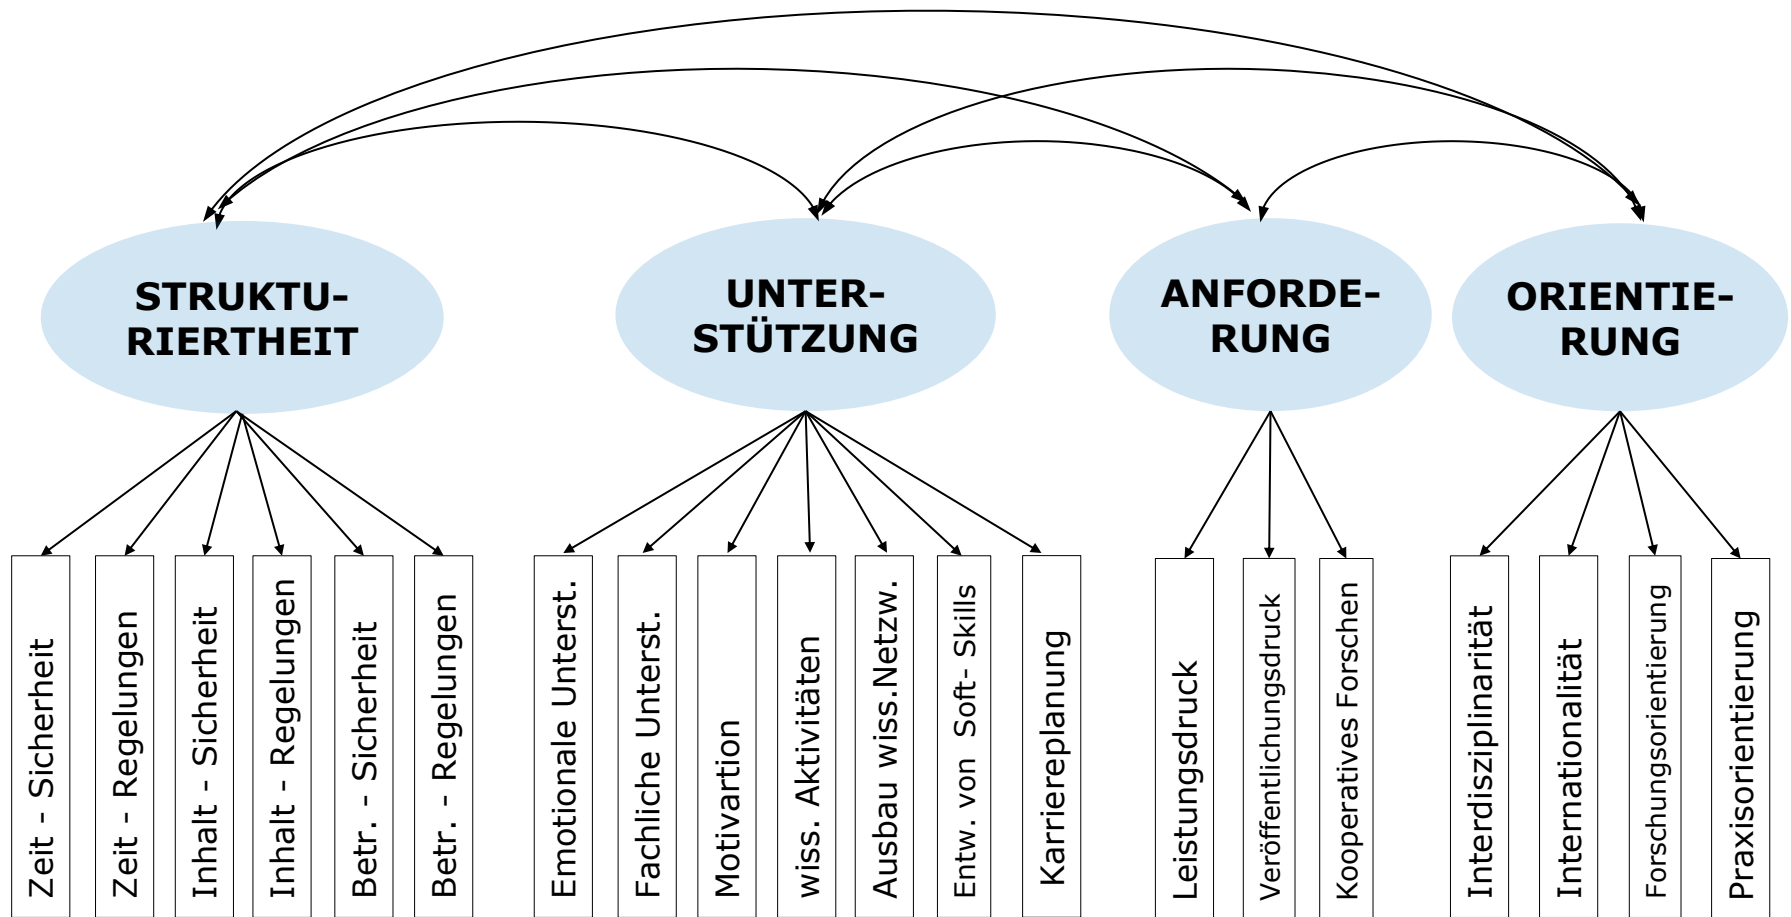 STRUKTU-
RIERTHEIT
UNTER-
STÜTZUNG
ANFORDE-
RUNG
ORIENTIE-
RUNG
Zeit - Sicherheit
Zeit - Regelungen
Inhalt - Sicherheit
Inhalt - Regelungen
Betr. - Sicherheit
Betr. - Regelungen
Emotionale Unterst.
Fachliche Unterst.
Motivartion
wiss. Aktivitäten
Ausbau wiss.Netzw.
Entw. von Soft- Skills
Karriereplanung
Leistungsdruck
Veröffentlichungsdruck
Kooperatives Forschen
Interdisziplinarität
Internationalität
Forschungsorientierung
Praxisorientierung